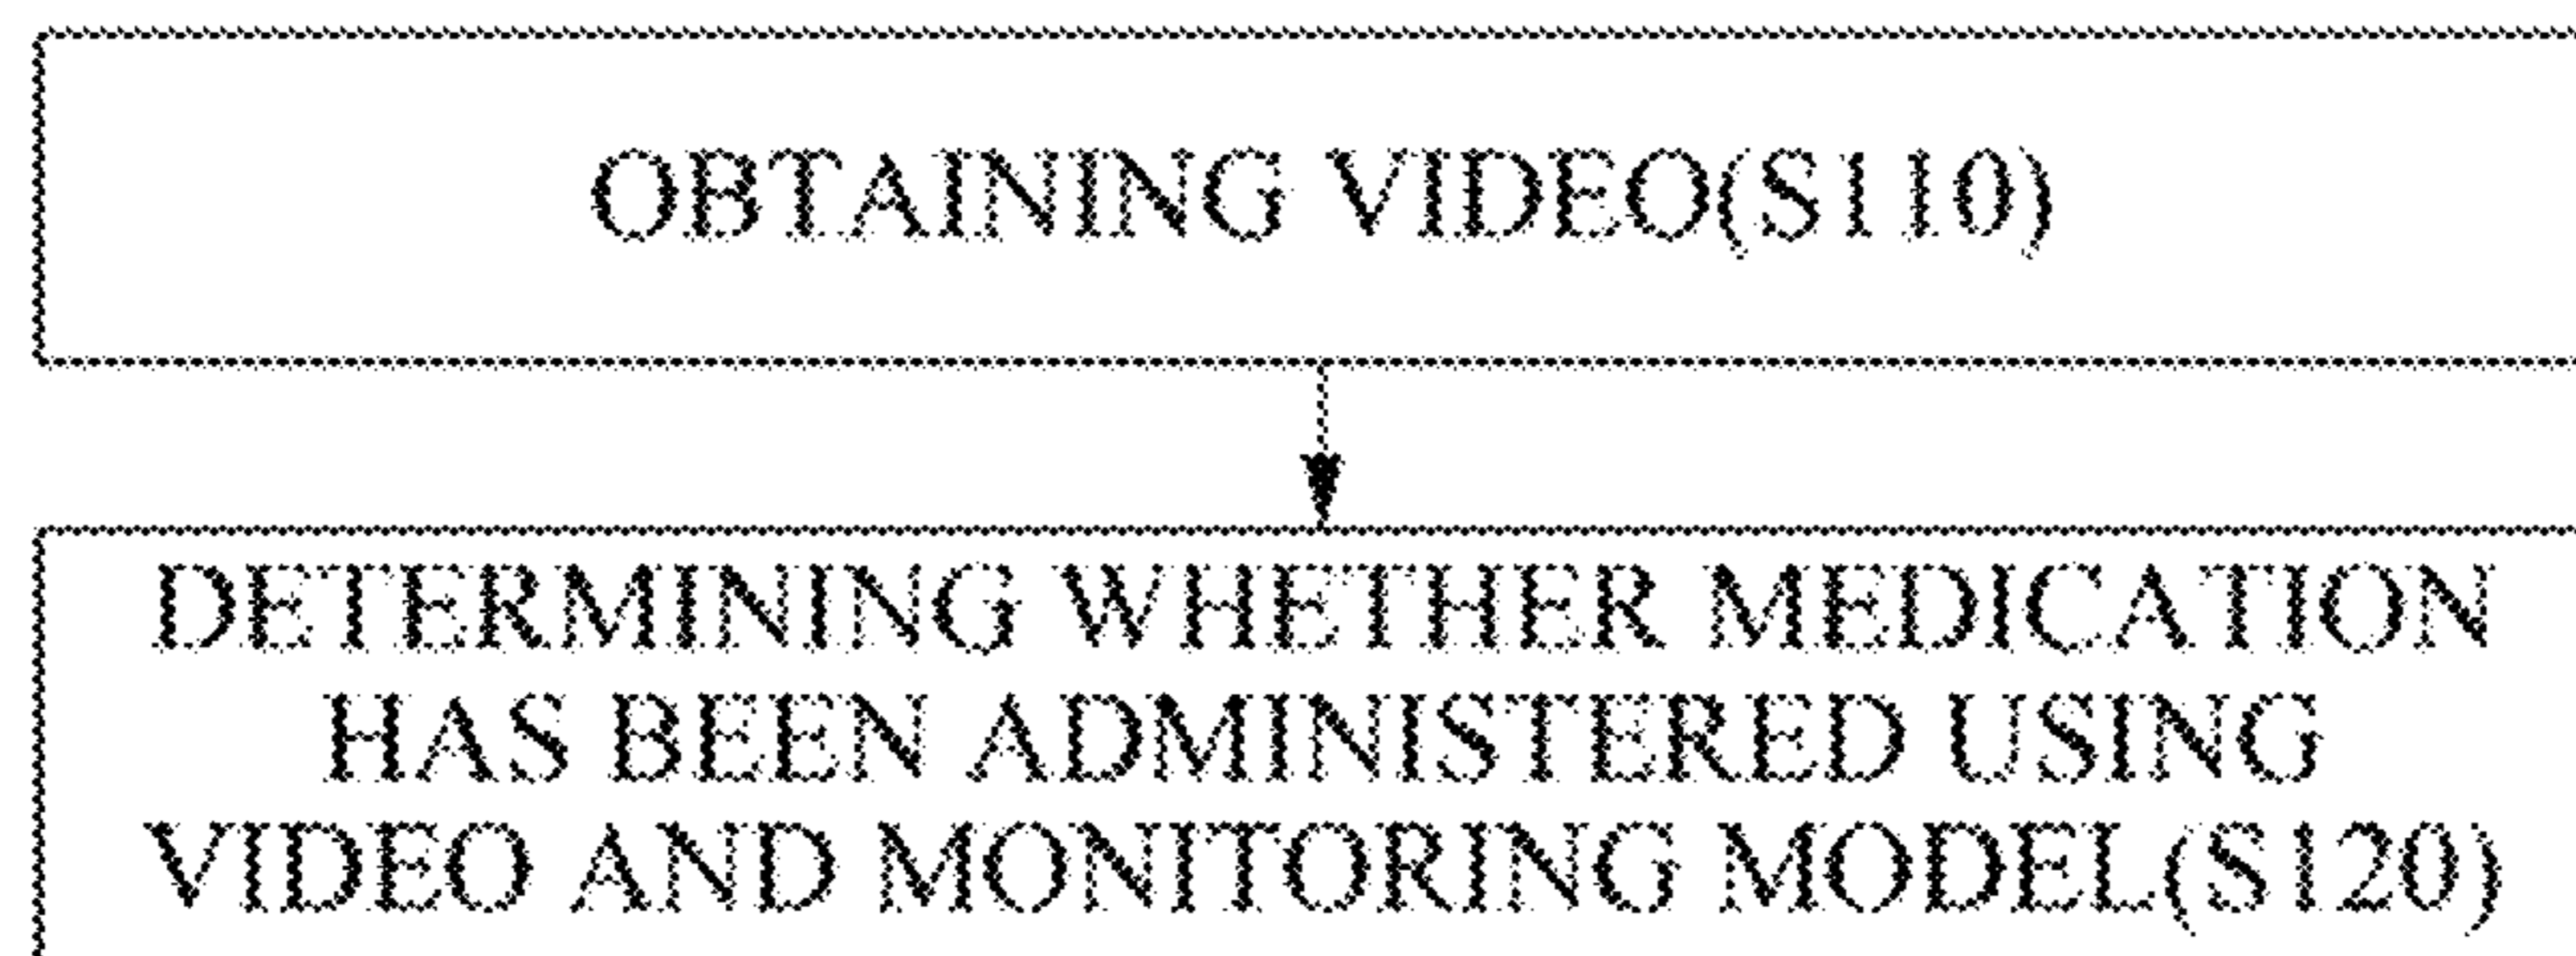 OBTAINING VIDEO(S110)
DETERMINING WHETHER MEDICATION
HAS BEEN ADMINISTERED USING
VIDEO AND MONITORING MODEL(S120)